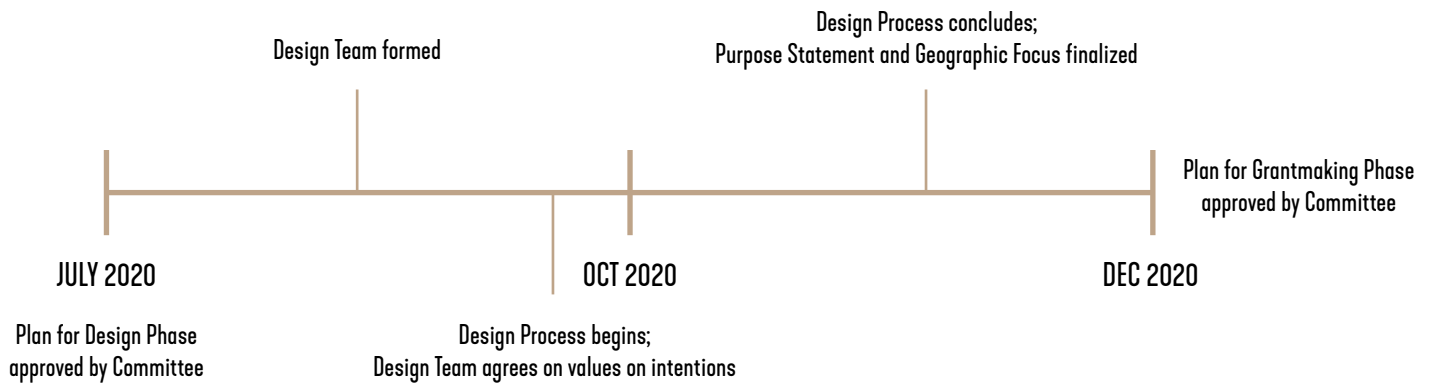 Design Team formed
Design Process concludes;
Purpose Statement and Geographic Focus finalized
Plan for Grantmaking Phase
approved by Committee
JULY 2020
OCT 2020
DEC 2020
Plan for Design Phase
approved by Committee
Design Process begins;
Design Team agrees on values on intentions